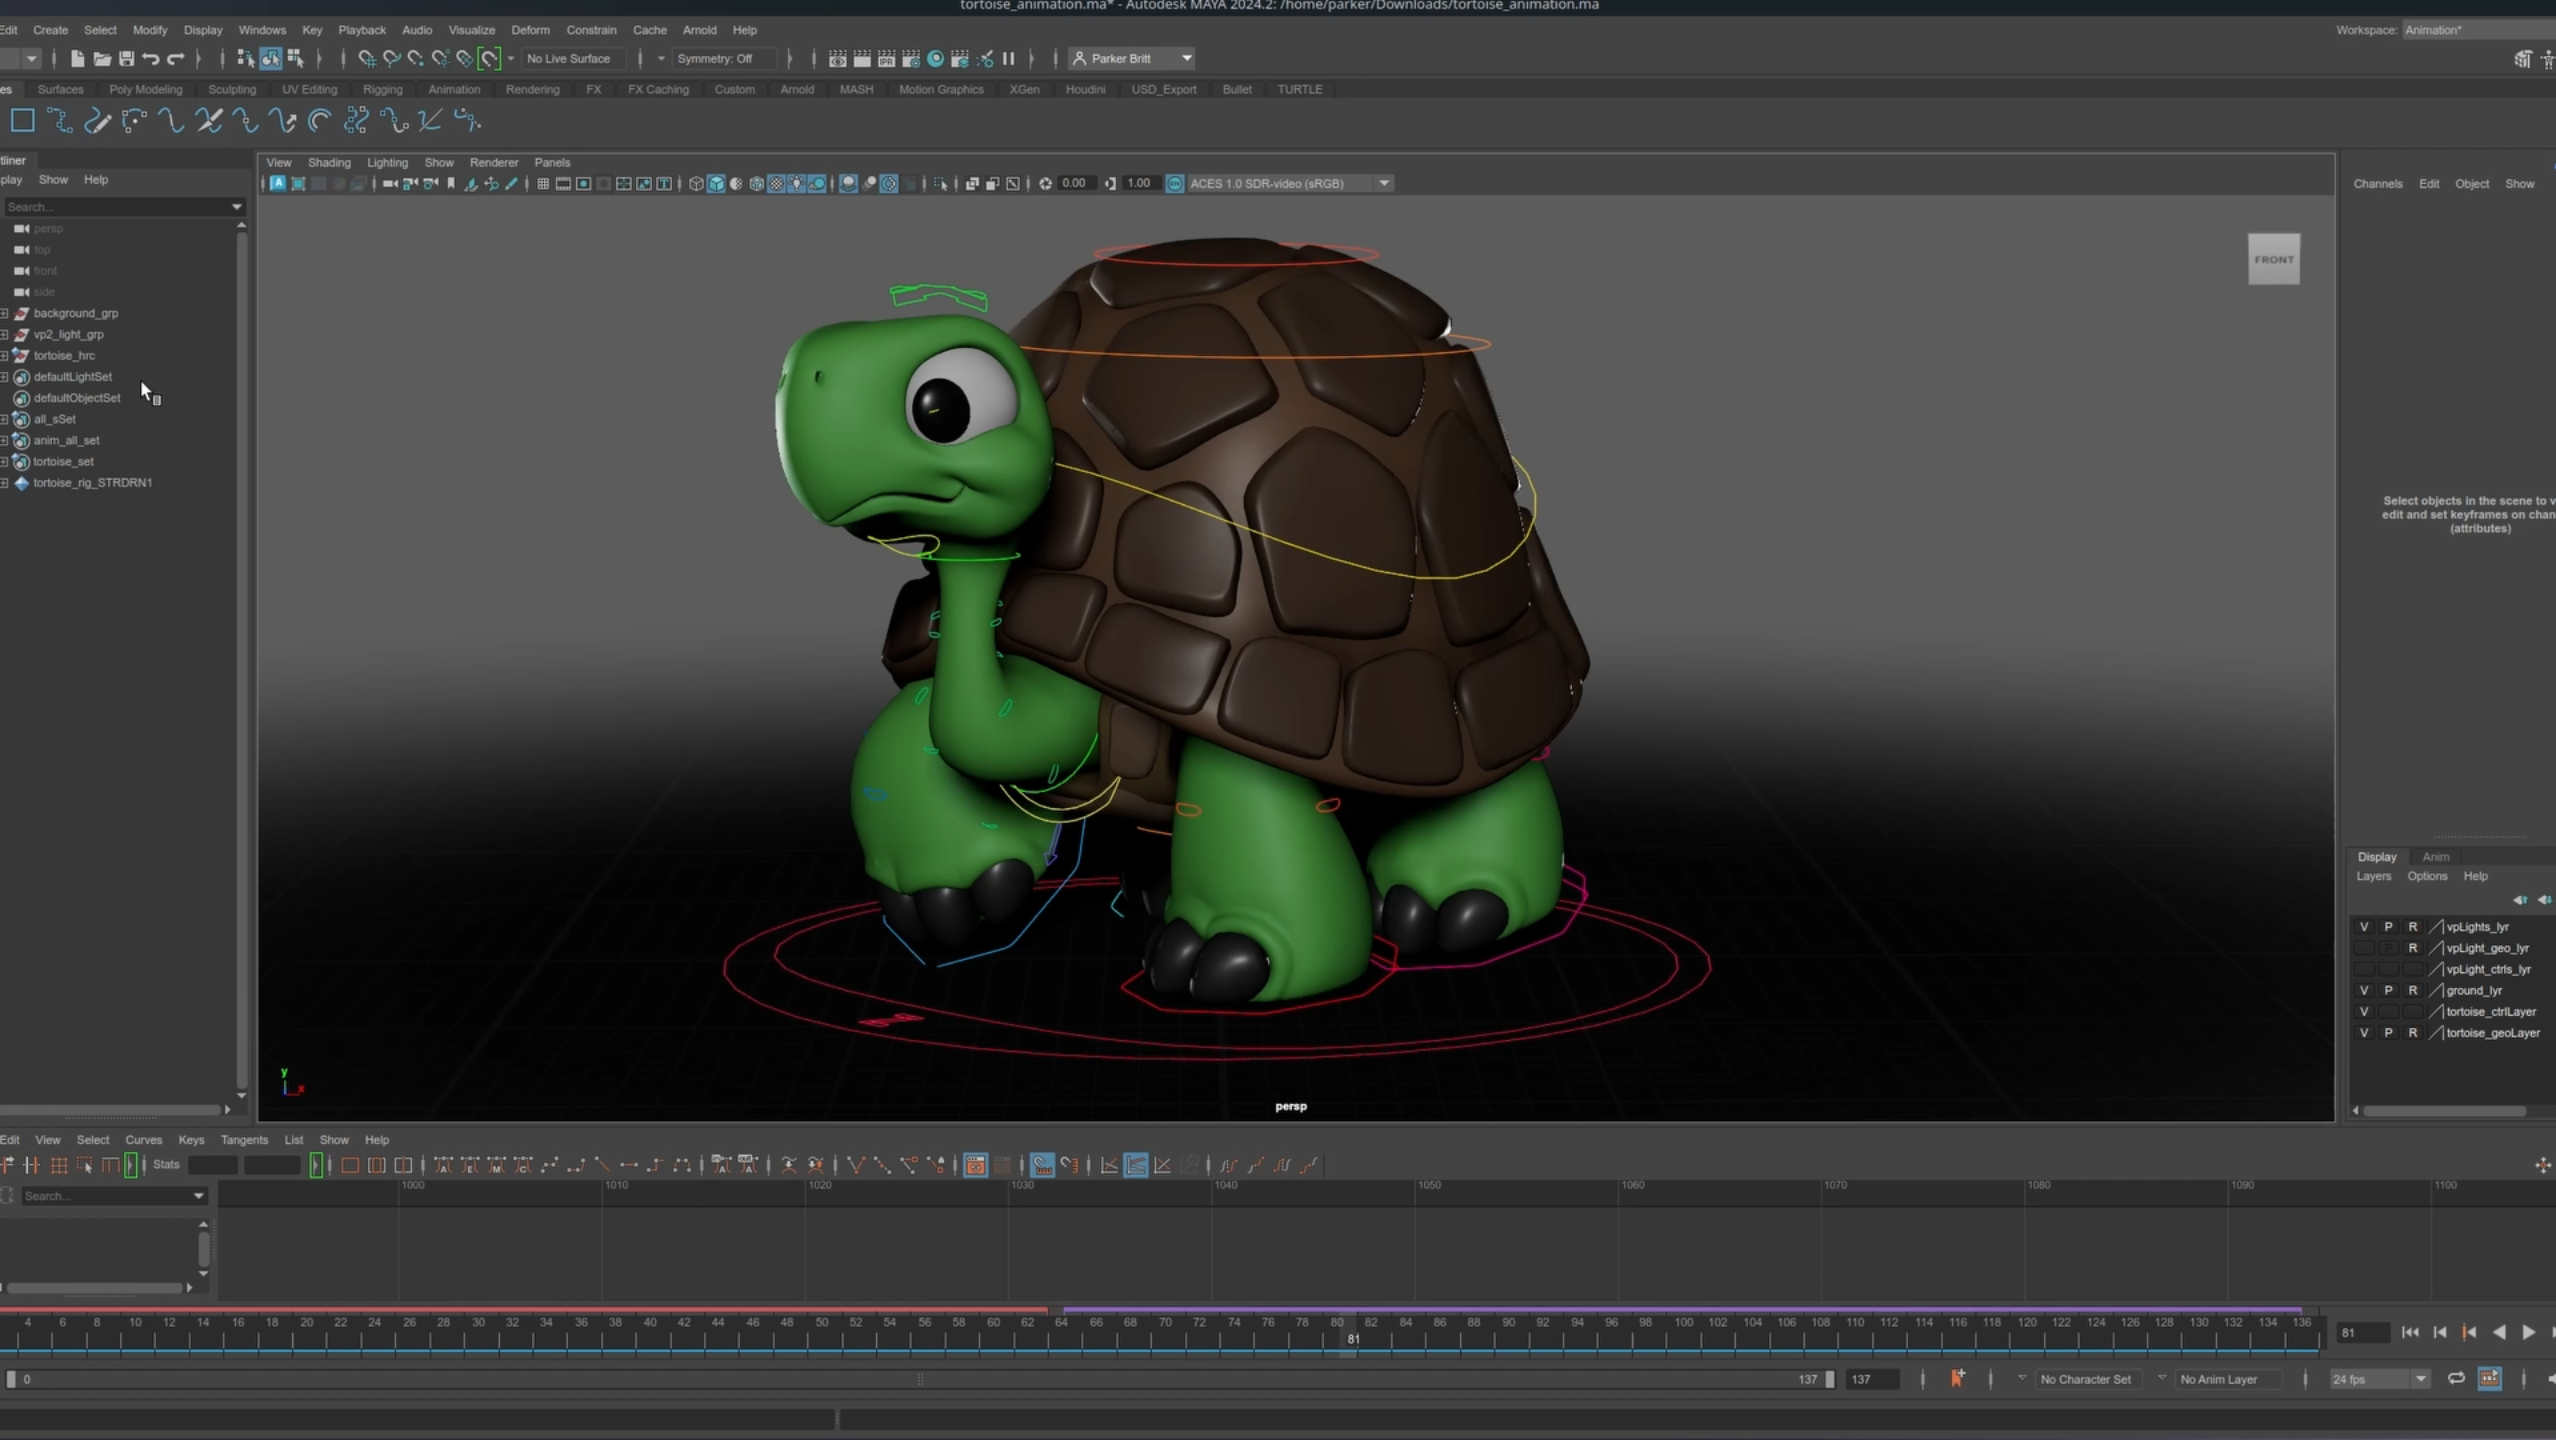 tortoise_animation.ma* - Autodesk MAYA 2024.2: /home/parker/Downloads/tortoise_animation.ma
Edit Create Select Modify Display Windows Key Playback Audio Visualize Deform Constrain Cache Arnold Help
Workspace: Animation*
No Live Surface Symmetry: Off IPR Parker Britt
es Surfaces Poly Modeling Sculpting UV Editing Rigging Animation Rendering FX FX Caching Custom Arnold MASH Motion Graphics XGen Houdini USD_Export Bullet TURTLE
tliner
play Show Help
Search...
persp
top
front
side
background_grp
vp2_light_grp
tortoise_hrc
defaultLightSet
defaultObjectSet
all_sSet
anim_all_set
tortoise_set
tortoise_rig_STRDRN1
View Shading Lighting Show Renderer Panels
0.00 1.00 ACES 1.0 SDR-video (sRGB)
FRONT
y
x
persp
Channels Edit Object Show
Select objects in the scene to v
edit and set keyframes on chan
(attributes)
Display Anim
Layers Options Help
V P R vpLights_lyr
R vpLight_geo_lyr
vpLight_ctrls_lyr
V P R ground_lyr
V tortoise_ctrlLayer
V P R tortoise_geoLayer
Edit View Select Curves Keys Tangents List Show Help
Stats
Search...
1000 1010 1020 1030 1040 1050 1060 1070 1080 1090 1100
4 6 8 10 12 14 16 18 20 22 24 26 28 30 32 34 36 38 40 42 44 46 48 50 52 54 56 58 60 62 64 66 68 70 72 74 76 78 80 82 84 86 88 90 92 94 96 98 100 102 104 106 108 110 112 114 116 118 120 122 124 126 128 130 132 134 136
81
81
0 137 137 No Character Set No Anim Layer 24 fps